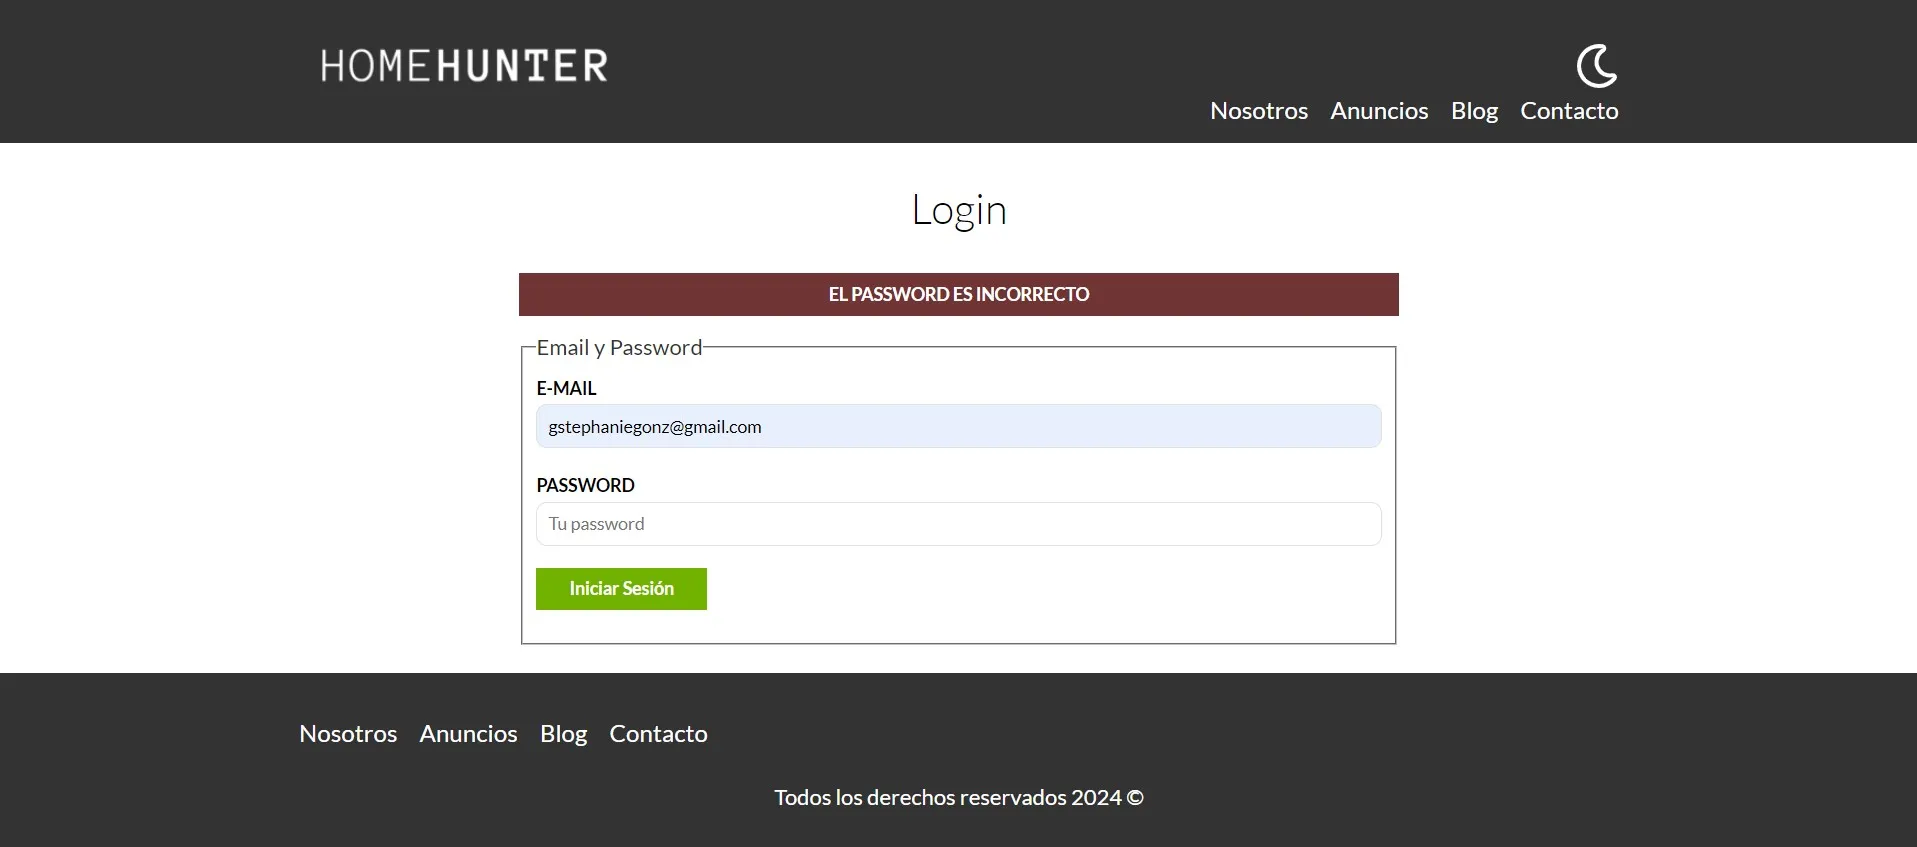 HOMEHUNTER
Nosotros Anuncios Blog Contacto
Login
EL PASSWORD ES INCORRECTO
Email y Password
E-MAIL
gstephaniegonz@gmail.com
PASSWORD
Tu password
Iniciar Sesión
Nosotros Anuncios Blog Contacto
Todos los derechos reservados 2024 ©